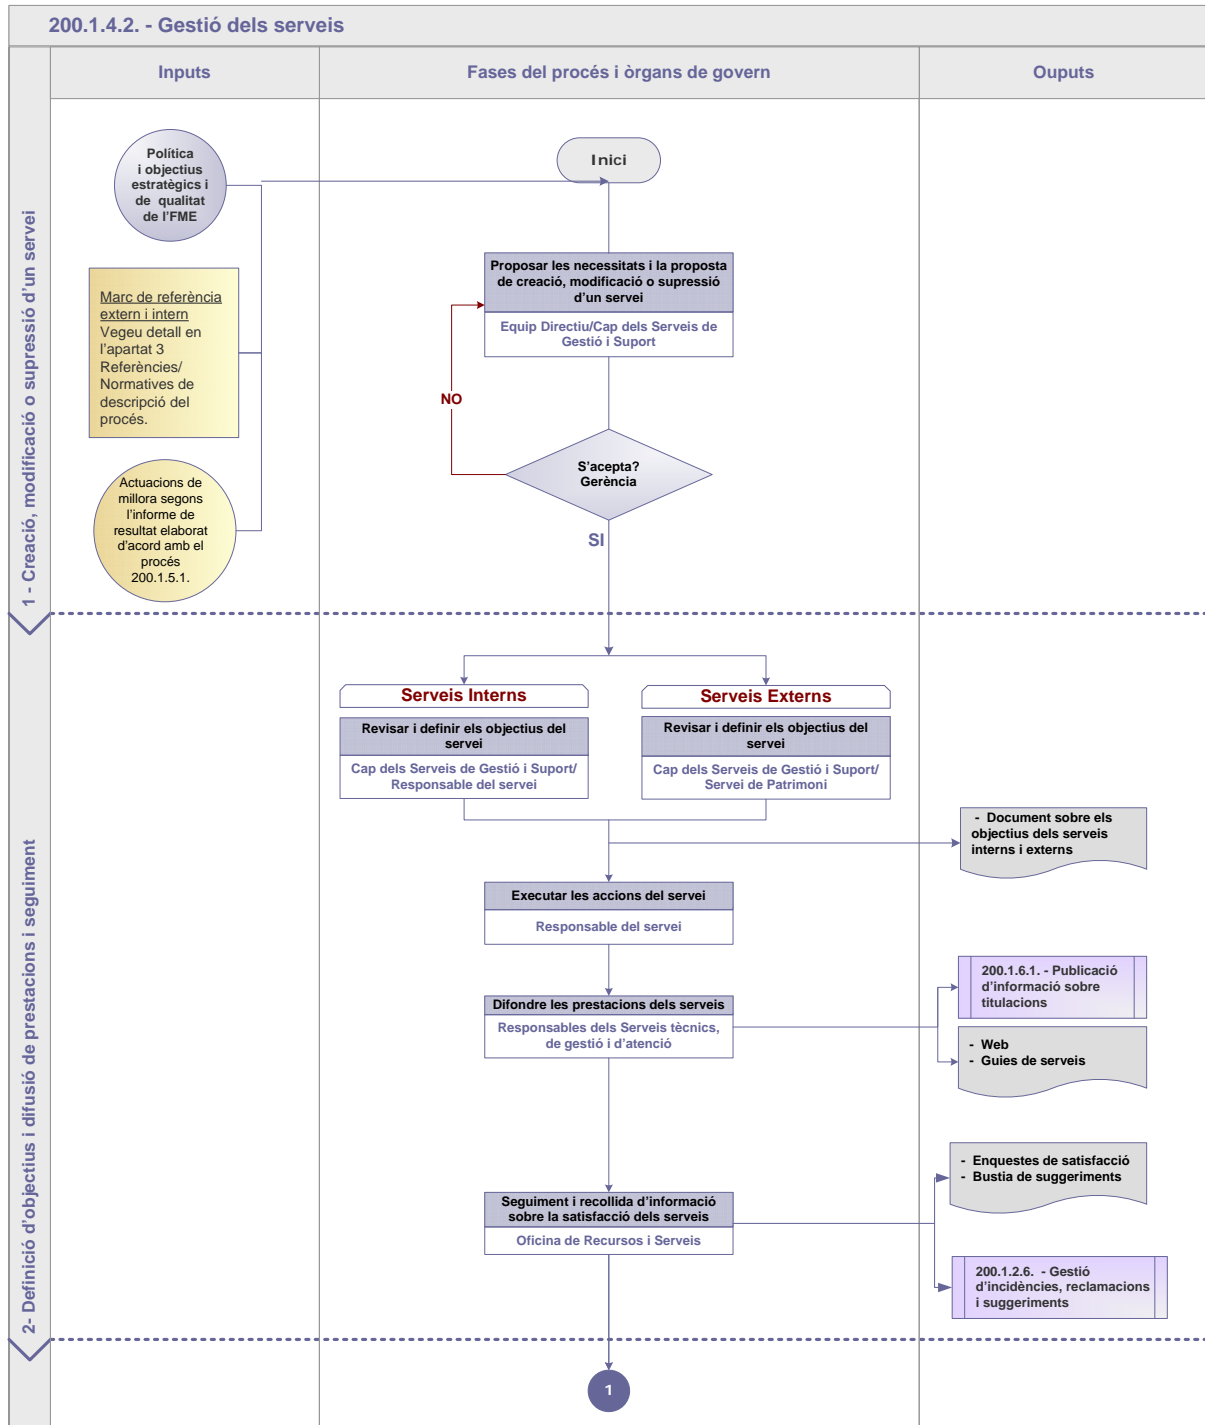 200.1.4.2. - Gestió dels serveis
Inputs
Fases del procés i òrgans de govern
Ouputs
1 - Creació, modificació o supressió d'un servei
Política
i objectius
estratègics i
de qualitat
de l'FME
Inici
Proposar les necessitats i la proposta
de creació, modificació o supressió
d'un servei
Equip Directiu/Cap dels Serveis de
Gestió i Suport
Marc de referència
extern i intern
Vegeu detall en
l'apartat 3
Referències/
Normatives de
descripció del
procés.
NO
S'acepta?
Gerència
SI
Actuacions de
millora segons
l'informe de
resultat elaborat
d'acord amb el
procés
200.1.5.1.
2- Definició d'objectius i difusió de prestacions i seguiment
Serveis Interns
Revisar i definir els objectius del
servei
Cap dels Serveis de Gestió i Suport/
Responsable del servei
Serveis Externs
Revisar i definir els objectius del
servei
Cap dels Serveis de Gestió i Suport/
Servei de Patrimoni
- Document sobre els
objectius dels serveis
interns i externs
Executar les accions del servei
Responsable del servei
Difondre les prestacions dels serveis
Responsables dels Serveis tècnics,
de gestió i d'atenció
200.1.6.1. - Publicació
d'informació sobre
titulacions
- Web
- Guies de serveis
Seguiment i recollida d'informació
sobre la satisfacció dels serveis
Oficina de Recursos i Serveis
- Enquestes de satisfacció
- Bustia de suggeriments
200.1.2.6. - Gestió
d'incidències, reclamacions
i suggeriments
1